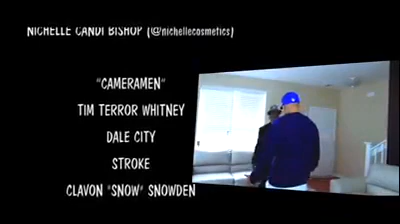 NICHELLE CANDI BISHOP (@nichellecosmetics)
"CAMERAMEN"
TIM TERROR WHITNEY
DALE CITY
STROKE
CLAVON "SNOW" SNOWDEN